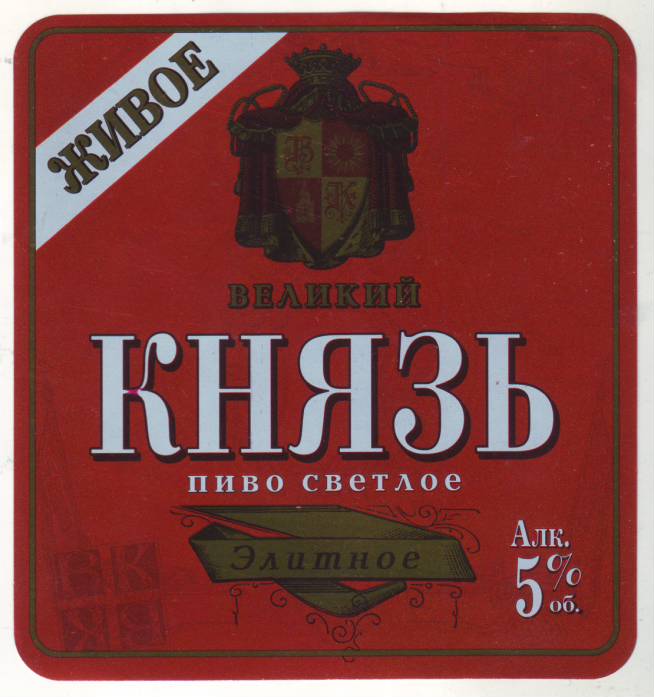 ЖИВОЕ
В
К
ВЕЛИКИЙ
КНЯЗЬ
пиво светлое
Элитное
Алк.
5%
об.